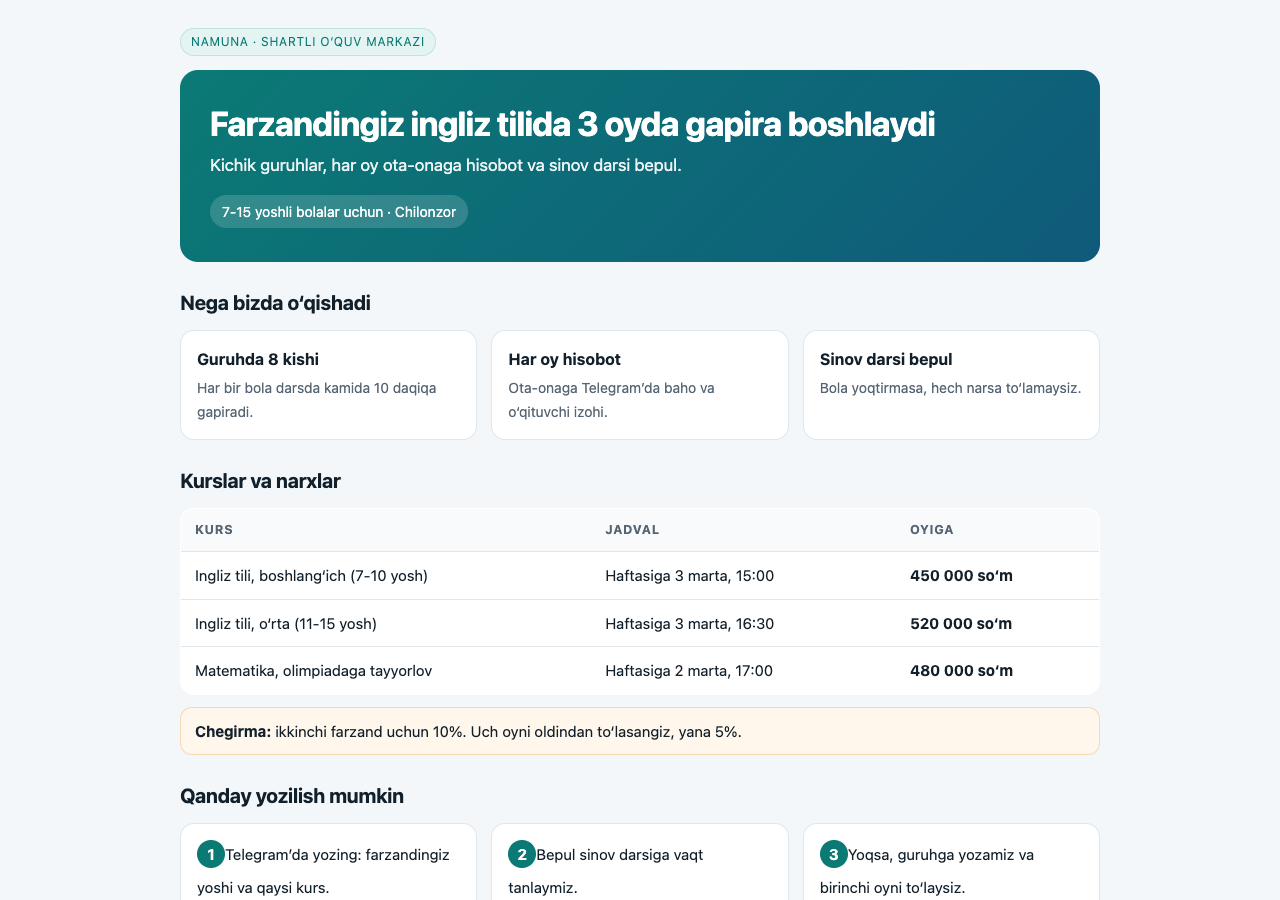 NAMUNA · SHARTLI OʻQUV MARKAZI
Farzandingiz ingliz tilida 3 oyda gapira boshlaydi
Kichik guruhlar, har oy ota-onaga hisobot va sinov darsi bepul.
7-15 yoshli bolalar uchun · Chilonzor
Nega bizda oʻqishadi
Guruhda 8 kishi
Har bir bola darsda kamida 10 daqiqa
gapiradi.
Har oy hisobot
Ota-onaga Telegramʼda baho va
oʻqituvchi izohi.
Sinov darsi bepul
Bola yoqtirmasa, hech narsa toʻlamaysiz.
Kurslar va narxlar
KURS JADVAL OYIGA
Ingliz tili, boshlangʻich (7-10 yosh) Haftasiga 3 marta, 15:00 450 000 soʻm
Ingliz tili, oʻrta (11-15 yosh) Haftasiga 3 marta, 16:30 520 000 soʻm
Matematika, olimpiadaga tayyorlov Haftasiga 2 marta, 17:00 480 000 soʻm
Chegirma: ikkinchi farzand uchun 10%. Uch oyni oldindan toʻlasangiz, yana 5%.
Qanday yozilish mumkin
1 Telegramʼda yozing: farzandingiz
yoshi va qaysi kurs.
2 Bepul sinov darsiga vaqt
tanlaymiz.
3 Yoqsa, guruhga yozamiz va
birinchi oyni toʻlaysiz.